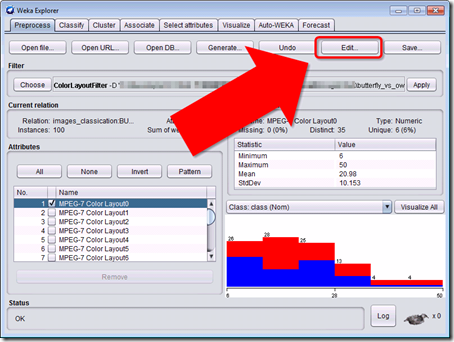 Weka Explorer
Preprocess Classify Cluster Associate Select attributes Visualize Auto-WEKA Forecast
Open file... Open URL... Open DB... Generate... Undo Edit... Save...
Filter
Choose ColorLayoutFilter -D butterfly_vs_ow Apply
Current relation
Relation: images_classication:BU...
Instances: 100
Sum of we
MPEG-7 Color Layout0 Type: Numeric
Missing: 0 (0%) Distinct: 35 Unique: 6 (6%)
Statistic Value
Minimum 6
Maximum 50
Mean 20.98
StdDev 10.153
Attributes
All None Invert Pattern
No. Name
1 MPEG-7 Color Layout0
2 MPEG-7 Color Layout1
3 MPEG-7 Color Layout2
4 MPEG-7 Color Layout3
5 MPEG-7 Color Layout4
6 MPEG-7 Color Layout5
7 MPEG-7 Color Layout6
Remove
Class: class (Nom) Visualize All
26 28 25 13 4 4
6 28 50
Status
OK
Log x 0